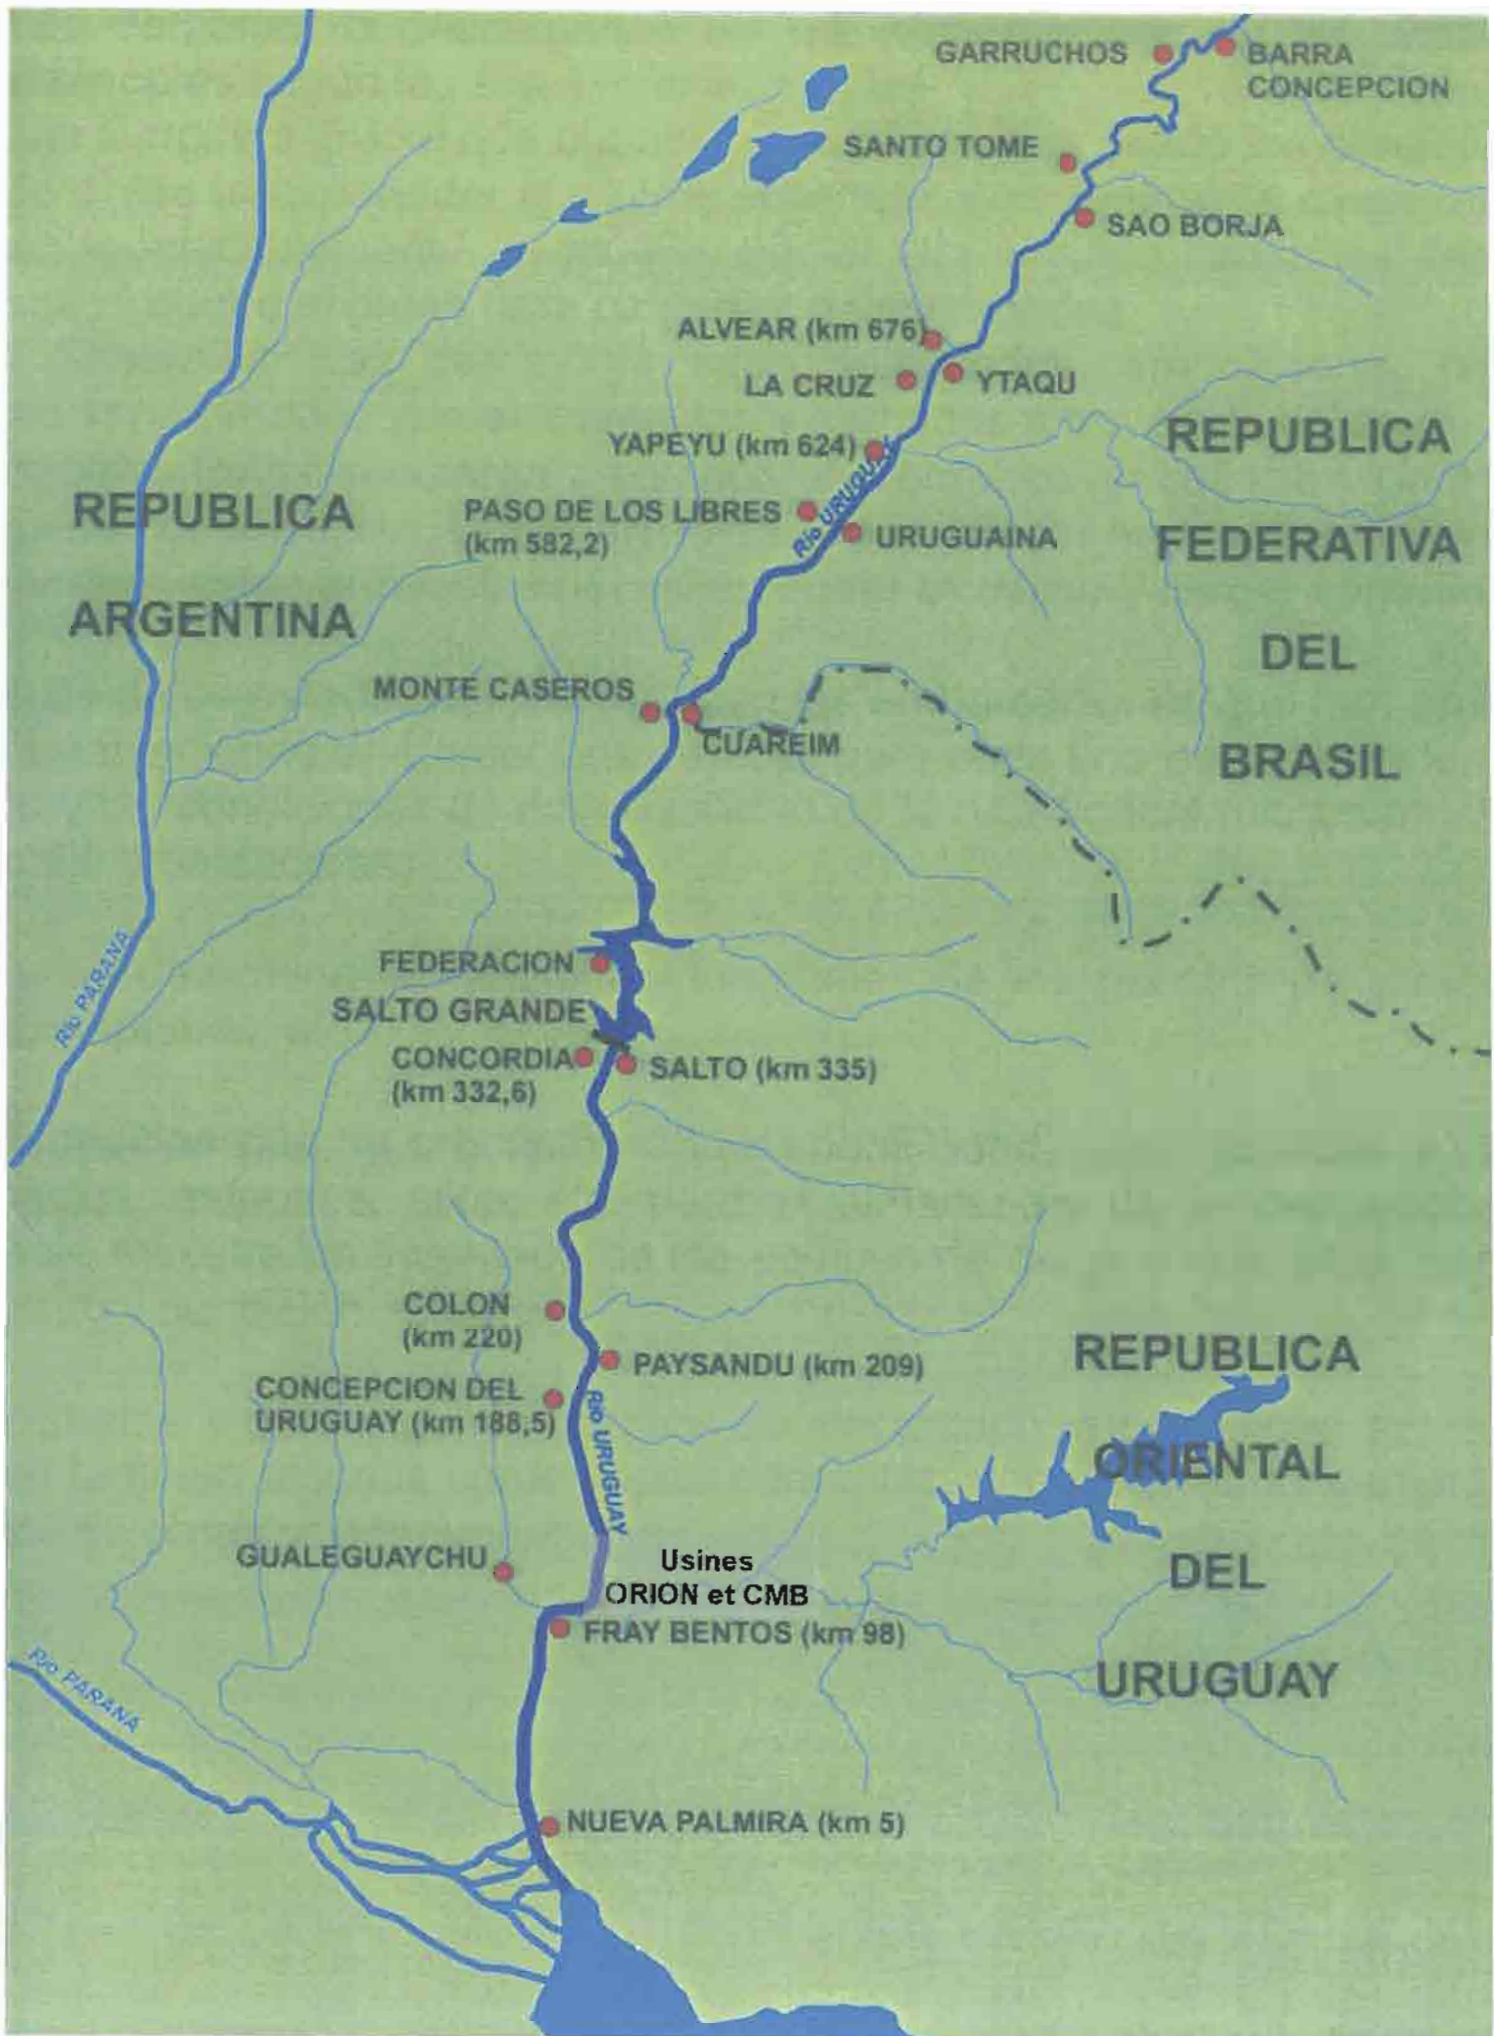 GARRUCHOS
BARRA
CONCEPCION
SANTO TOME
SAO BORJA
ALVEAR (km 676)
LA CRUZ
YTAQU
YAPEYU (km 624)
REPUBLICA
FEDERATIVA
DEL
BRASIL
REPUBLICA
ARGENTINA
PASO DE LOS LIBRES
(km 582,2)
Río URUGUAY
URUGUAINA
MONTE CASEROS
CUAREIM
Río PARANA
FEDERACION
SALTO GRANDE
CONCORDIA
(km 332,6)
SALTO (km 335)
COLON
(km 220)
PAYSANDU (km 209)
CONCEPCION DEL
URUGUAY (km 188,5)
Río URUGUAY
REPUBLICA
ORIENTAL
DEL
URUGUAY
GUALEGUAYCHU
Usines
ORION et CMB
FRAY BENTOS (km 98)
Río PARANA
NUEVA PALMIRA (km 5)